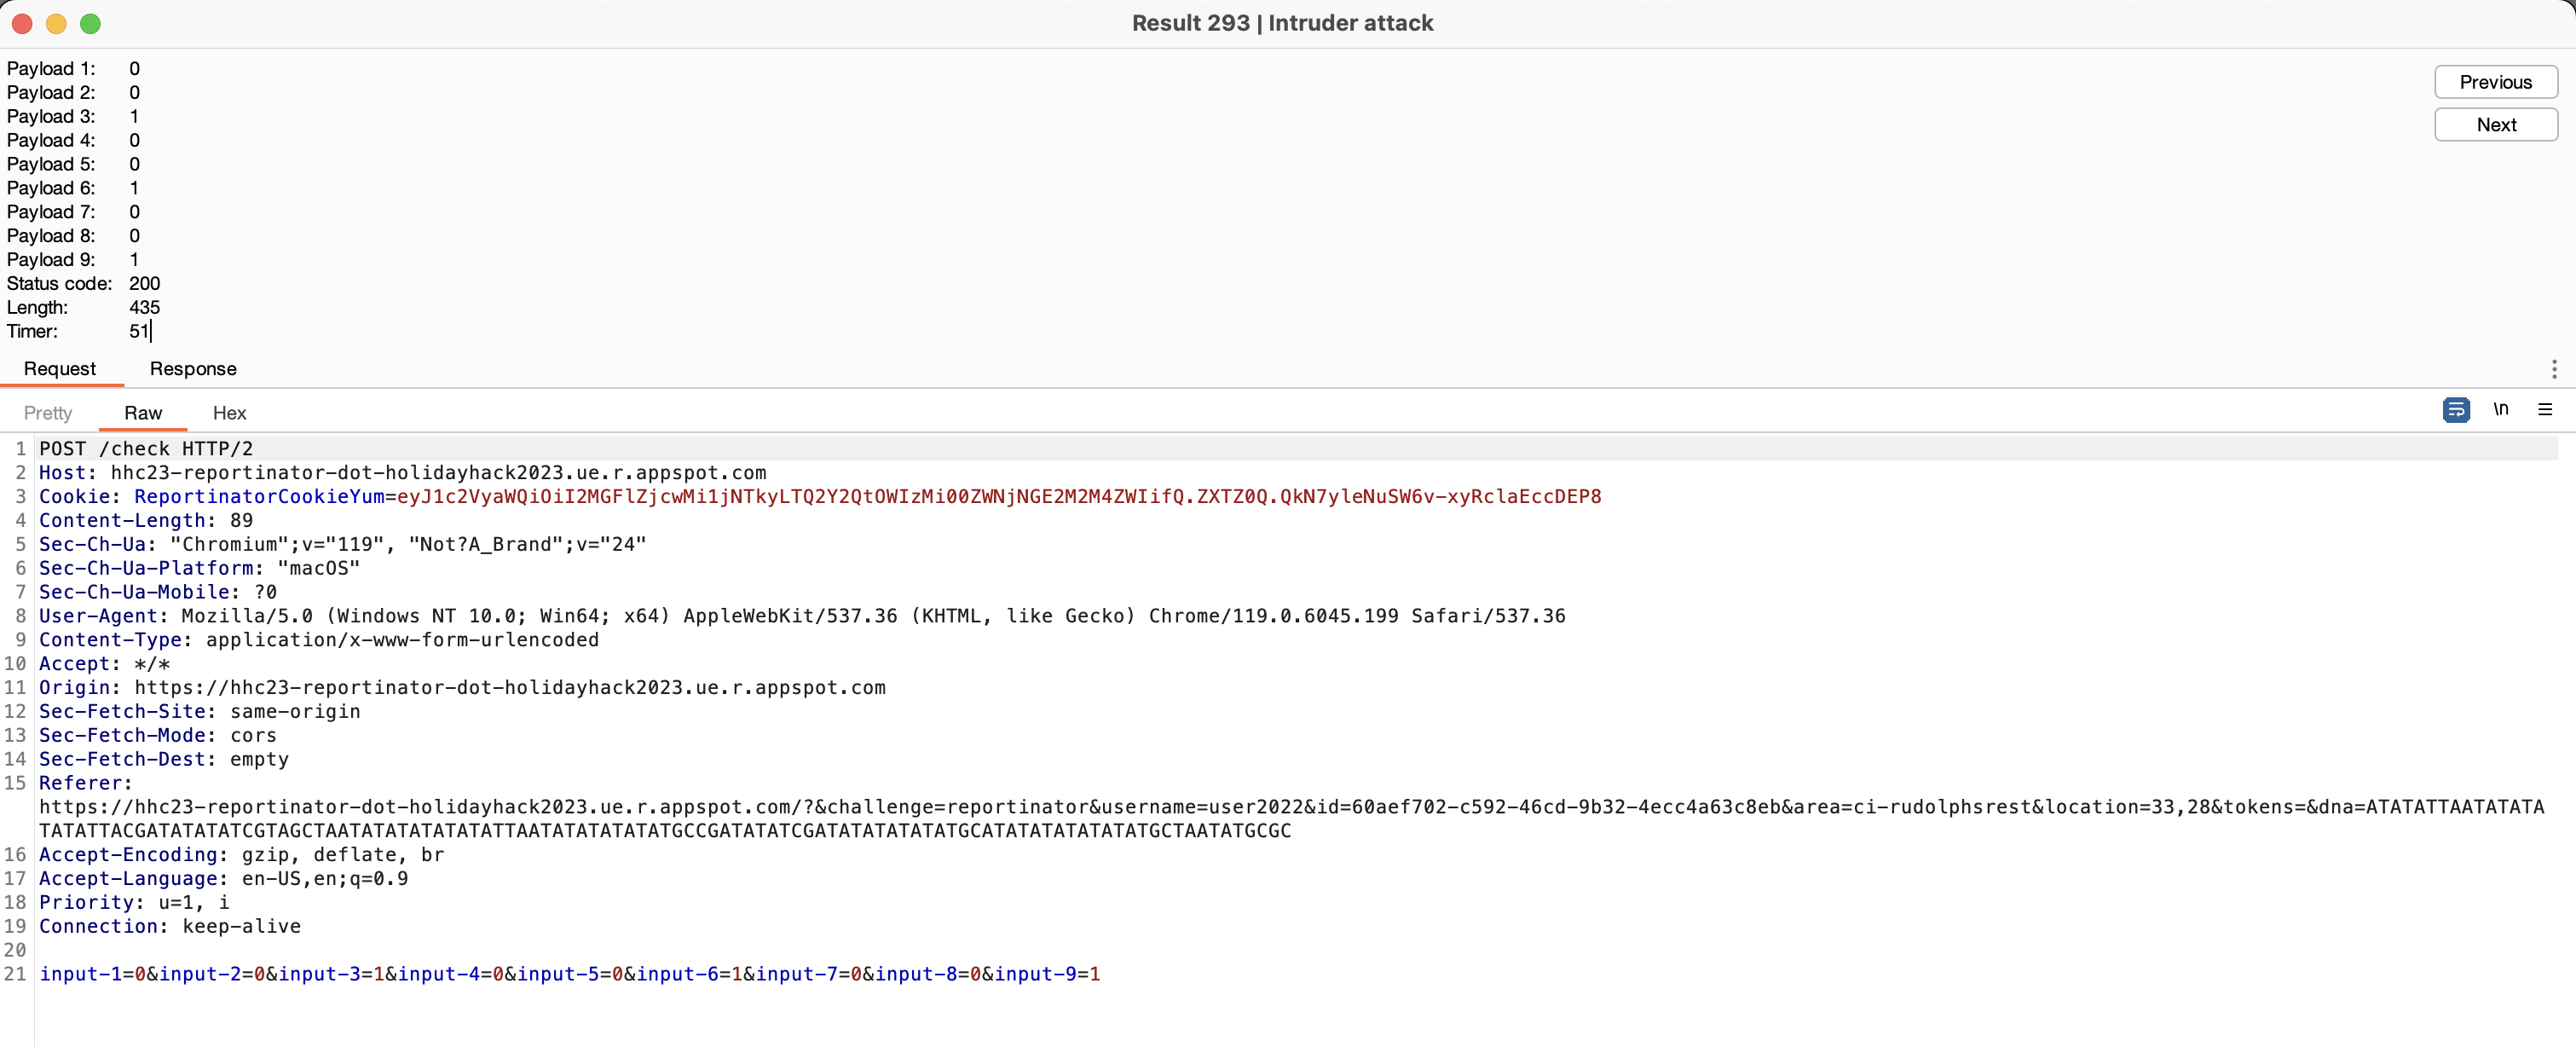 Result 293 | Intruder attack
Payload 1: 0
Payload 2: 0
Payload 3: 1
Payload 4: 0
Payload 5: 0
Payload 6: 1
Payload 7: 0
Payload 8: 0
Payload 9: 1
Status code: 200
Length: 435
Timer: 51
Previous
Next
Request Response
Pretty Raw Hex \n
1 POST /check HTTP/2
2 Host: hhc23-reportinator-dot-holidayhack2023.ue.r.appspot.com
3 Cookie: ReportinatorCookieYum=eyJ1c2VyaWQiOiI2MGFlZjcwMi1jNTkyLTQ2Y2QtOWIzMi00ZWNjNGE2M2M4ZWIifQ.ZXTZ0Q.QkN7yleNuSW6v-xyRclaEccDEP8
4 Content-Length: 89
5 Sec-Ch-Ua: "Chromium";v="119", "Not?A_Brand";v="24"
6 Sec-Ch-Ua-Platform: "macOS"
7 Sec-Ch-Ua-Mobile: ?0
8 User-Agent: Mozilla/5.0 (Windows NT 10.0; Win64; x64) AppleWebKit/537.36 (KHTML, like Gecko) Chrome/119.0.6045.199 Safari/537.36
9 Content-Type: application/x-www-form-urlencoded
10 Accept: */*
11 Origin: https://hhc23-reportinator-dot-holidayhack2023.ue.r.appspot.com
12 Sec-Fetch-Site: same-origin
13 Sec-Fetch-Mode: cors
14 Sec-Fetch-Dest: empty
15 Referer:
https://hhc23-reportinator-dot-holidayhack2023.ue.r.appspot.com/?&challenge=reportinator&username=user2022&id=60aef702-c592-46cd-9b32-4ecc4a63c8eb&area=ci-rudolphsrest&location=33,28&tokens=&dna=ATATATTAATATATA
TATATTACGATATATATCGTAGCTAATATATATATATATTAATATATATATATGCCGATATATCGATATATATATATGCATATATATATATATGCTAATATGCGC
16 Accept-Encoding: gzip, deflate, br
17 Accept-Language: en-US,en;q=0.9
18 Priority: u=1, i
19 Connection: keep-alive
20
21 input-1=0&input-2=0&input-3=1&input-4=0&input-5=0&input-6=1&input-7=0&input-8=0&input-9=1